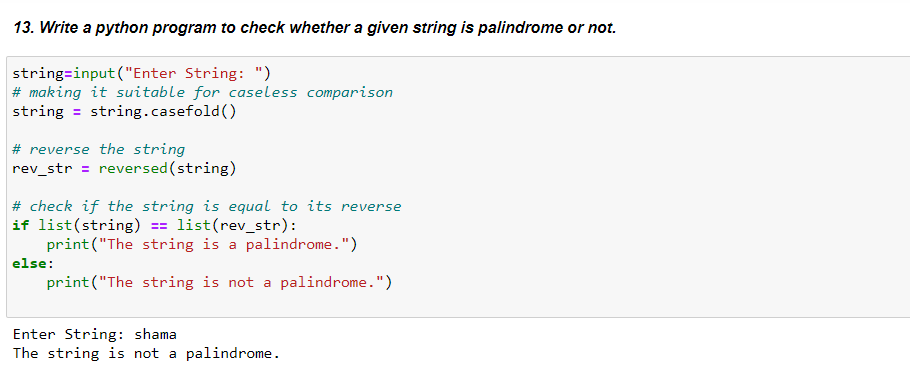 13. Write a python program to check whether a given string is palindrome or not.
string=input("Enter String: ")
# making it suitable for caseless comparison
string = string.casefold()
# reverse the string
rev_str = reversed(string)
# check if the string is equal to its reverse
if list(string) == list(rev_str):
    print("The string is a palindrome.")
else:
    print("The string is not a palindrome.")
Enter String: shama
The string is not a palindrome.